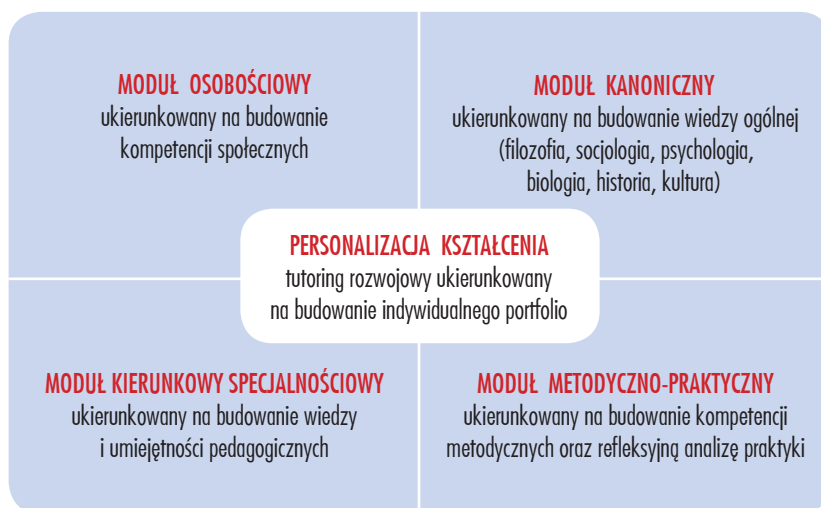 MODUŁ OSOBOŚCIOWY
ukierunkowany na budowanie
kompetencji społecznych
MODUŁ KANONICZNY
ukierunkowany na budowanie wiedzy ogólnej
(filozofia, socjologia, psychologia,
biologia, historia, kultura)
PERSONALIZACJA KSZTAŁCENIA
tutoring rozwojowy ukierunkowany
na budowanie indywidualnego portfolio
MODUŁ KIERUNKOWY SPECJALNOŚCIOWY
ukierunkowany na budowanie wiedzy
i umiejętności pedagogicznych
MODUŁ METODYCZNO-PRAKTYCZNY
ukierunkowany na budowanie kompetencji
metodycznych oraz refleksyjną analizę praktyki